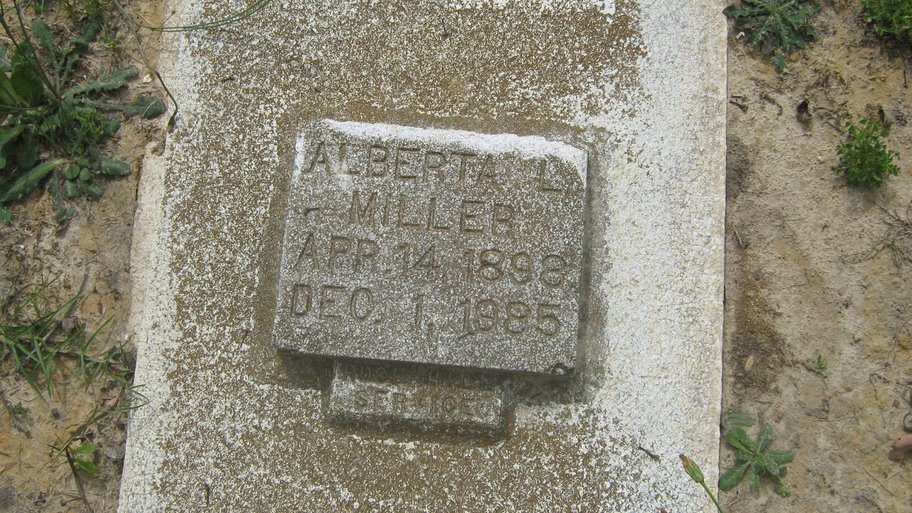 ALBERTA L
MILLER
APR. 14, 1898
DEC. 1, 1985